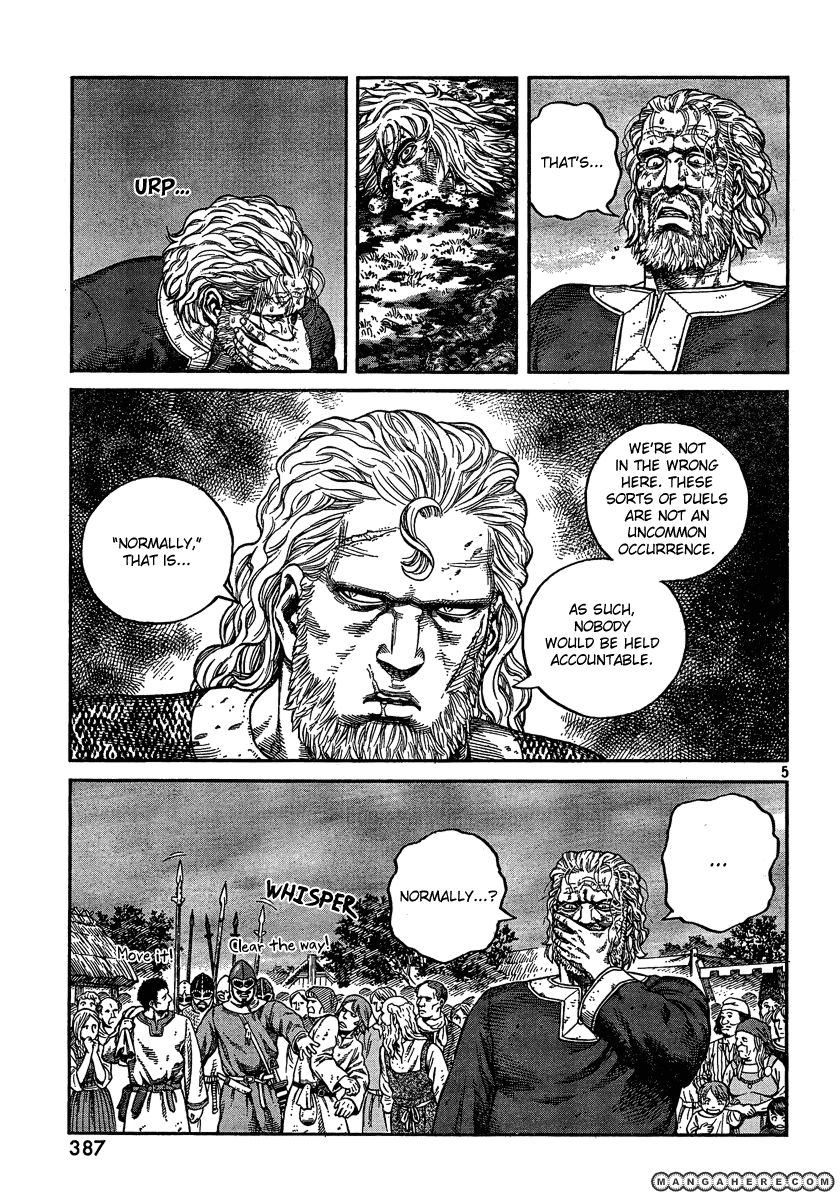 URP...
THAT'S...
"NORMALLY,"
THAT IS...
WE'RE NOT
IN THE WRONG
HERE. THESE
SORTS OF DUELS
ARE NOT AN
UNCOMMON
OCCURRENCE.
AS SUCH,
NOBODY
WOULD BE HELD
ACCOUNTABLE.
5
...
NORMALLY...?
WHISPER
Clear the way!
Move it!
387
MANGAHERE.COM